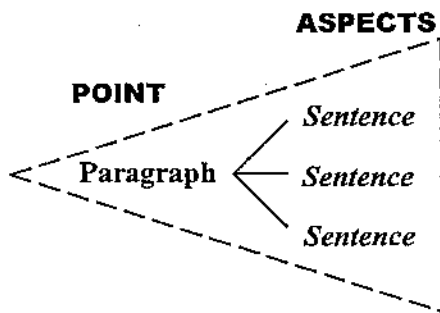 ASPECTS
POINT
Sentence
Paragraph
Sentence
Sentence